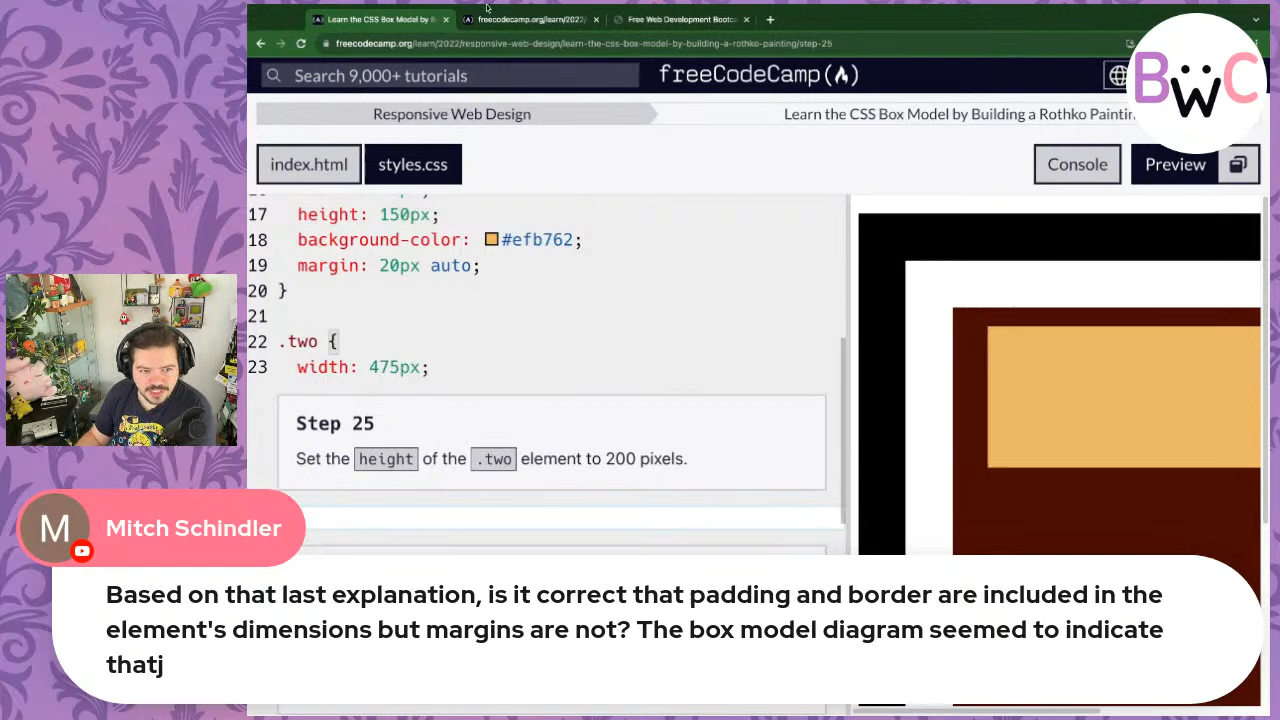 Learn the CSS Box Model by B
freecodecamp.org/learn/2022/
Free Web Development Bootca
freecodecamp.org/learn/2022/responsive-web-design/learn-the-css-box-model-by-building-a-rothko-painting/step-25
Search 9,000+ tutorials
freeCodeCamp
BWC
Responsive Web Design
Learn the CSS Box Model by Building a Rothko Paintin
index.html
styles.css
Console
Preview
17 height: 150px;
18 background-color: #efb762;
19 margin: 20px auto;
20 }
21
22 .two {
23 width: 475px;
Step 25
Set the height of the .two element to 200 pixels.
M
Mitch Schindler
Based on that last explanation, is it correct that padding and border are included in the
element's dimensions but margins are not? The box model diagram seemed to indicate
thatj